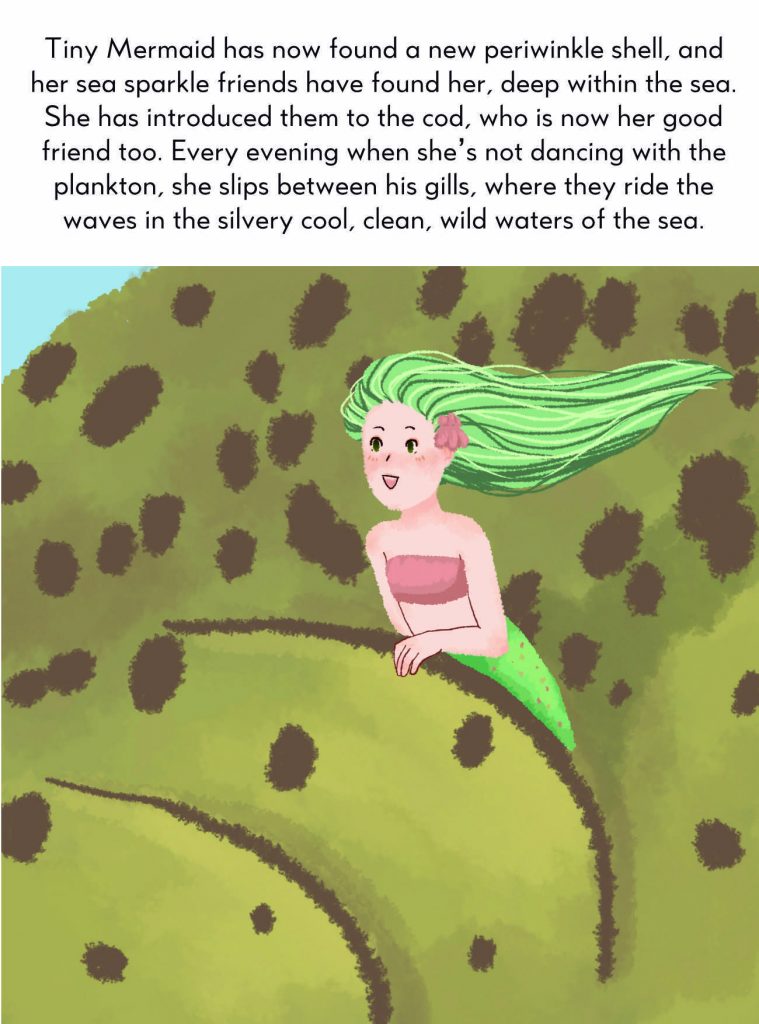 Tiny Mermaid has now found a new periwinkle shell, and
her sea sparkle friends have found her, deep within the sea.
She has introduced them to the cod, who is now her good
friend too. Every evening when she’s not dancing with the
plankton, she slips between his gills, where they ride the
waves in the silvery cool, clean, wild waters of the sea.